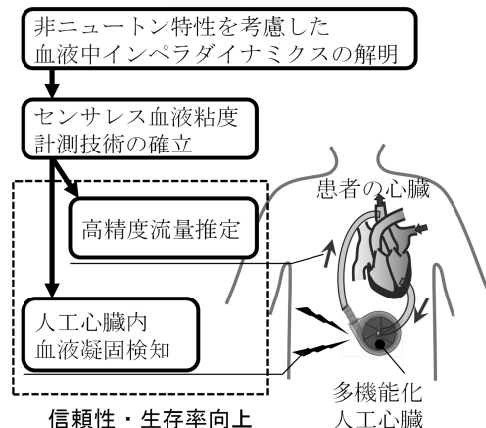 非ニュートン特性を考慮した
血液中インペラダイナミクスの解明
センサレス血液粘度
計測技術の確立
高精度流量推定
人工心臓内
血液凝固検知
信頼性・生存率向上
患者の心臓
多機能化
人工心臓